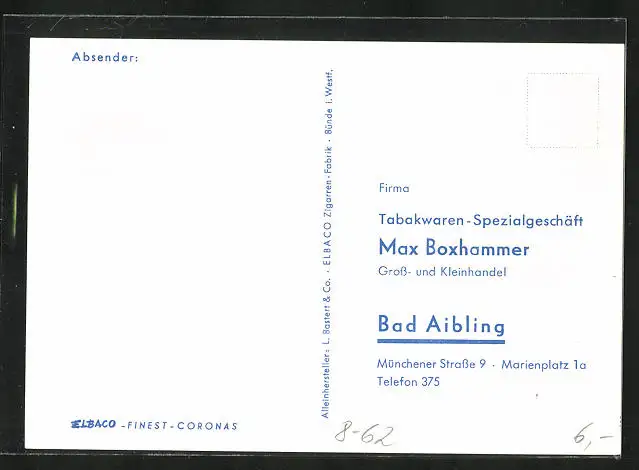 Absender:
Alleinhersteller: L. Bastert & Co. · ELBACO Zigarren-Fabrik · Bünde i. Westf.
Firma
Tabakwaren-Spezialgeschäft
Max Boxhammer
Groß- und Kleinhandel
Bad Aibling
Münchener Straße 9 · Marienplatz 1a
Telefon 375
ELBACO - FINEST - CORONAS
8-62
6,-